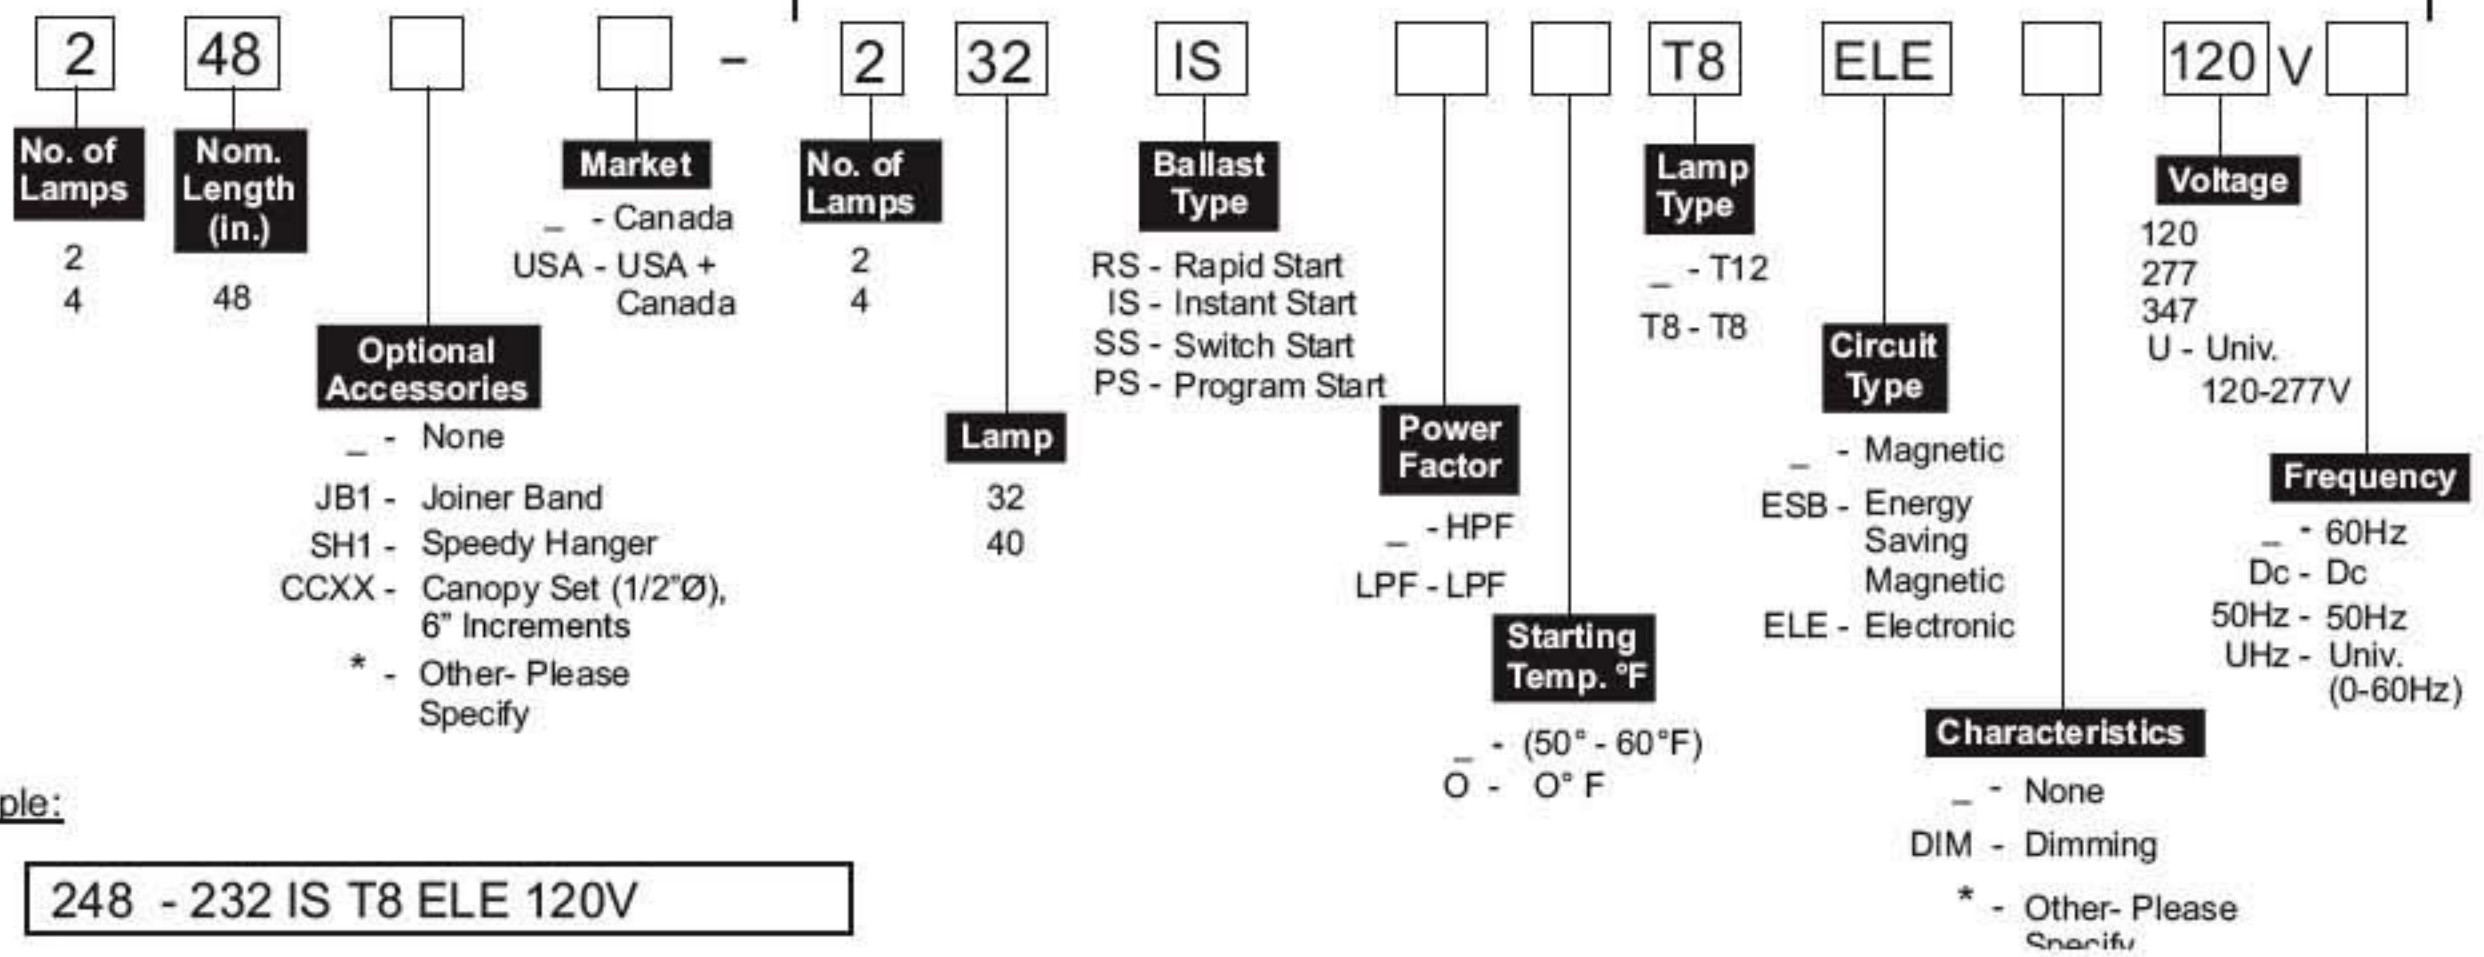 2 48 - 2 32 IS T8 ELE 120 V
No. of
Lamps
2
4
Nom.
Length
(in.)
48
Optional
Accessories
_ - None
JB1 - Joiner Band
SH1 - Speedy Hanger
CCXX - Canopy Set (1/2"Ø),
6" Increments
* - Other- Please
Specify
Market
_ - Canada
USA - USA +
Canada
No. of
Lamps
2
4
Lamp
32
40
Ballast
Type
RS - Rapid Start
IS - Instant Start
SS - Switch Start
PS - Program Start
Power
Factor
_ - HPF
LPF - LPF
Starting
Temp. °F
_ - (50° - 60°F)
O - O° F
Lamp
Type
_ - T12
T8 - T8
Circuit
Type
_ - Magnetic
ESB - Energy
Saving
Magnetic
ELE - Electronic
Characteristics
_ - None
DIM - Dimming
* - Other- Please
Specify
Voltage
120
277
347
U - Univ.
120-277V
Frequency
_ - 60Hz
Dc - Dc
50Hz - 50Hz
UHz - Univ.
(0-60Hz)
ple:
248 - 232 IS T8 ELE 120V